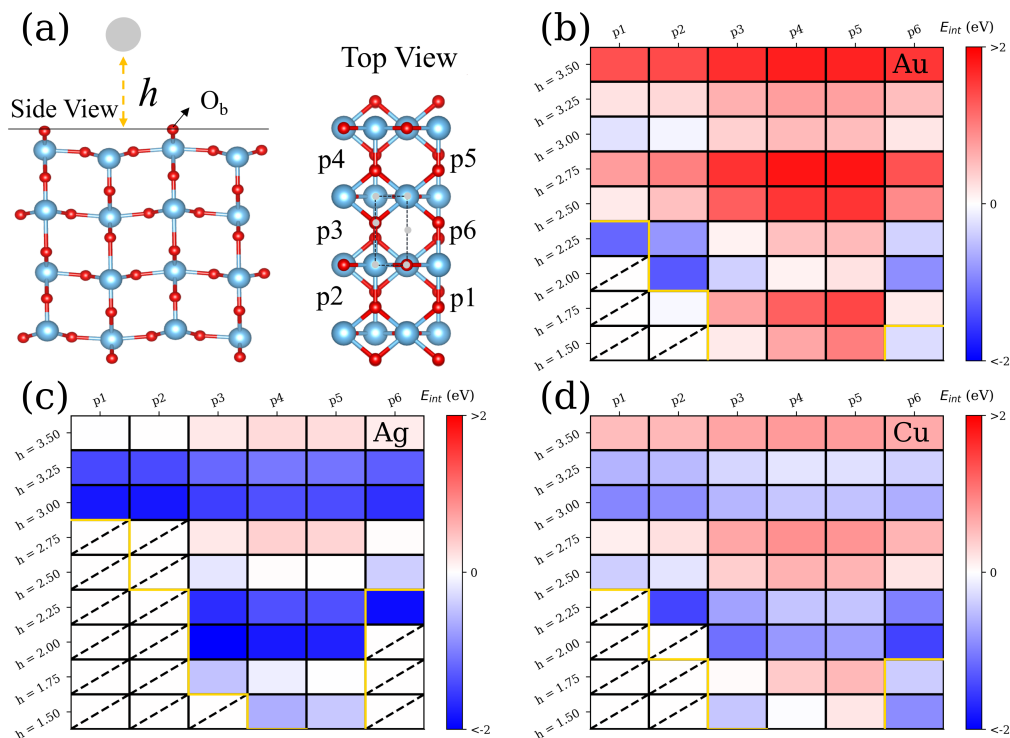 (a)
h
Side View
O_b
Top View
p4 p5
p3 p6
p2 p1
(b)
p1 p2 p3 p4 p5 p6
E_int (eV)
Au
h = 3.50
h = 3.25
h = 3.00
h = 2.75
h = 2.50
h = 2.25
h = 2.00
h = 1.75
h = 1.50
>2
0
<-2
(c)
p1 p2 p3 p4 p5 p6
E_int (eV)
Ag
h = 3.50
h = 3.25
h = 3.00
h = 2.75
h = 2.50
h = 2.25
h = 2.00
h = 1.75
h = 1.50
>2
0
<-2
(d)
p1 p2 p3 p4 p5 p6
E_int (eV)
Cu
h = 3.50
h = 3.25
h = 3.00
h = 2.75
h = 2.50
h = 2.25
h = 2.00
h = 1.75
h = 1.50
>2
0
<-2